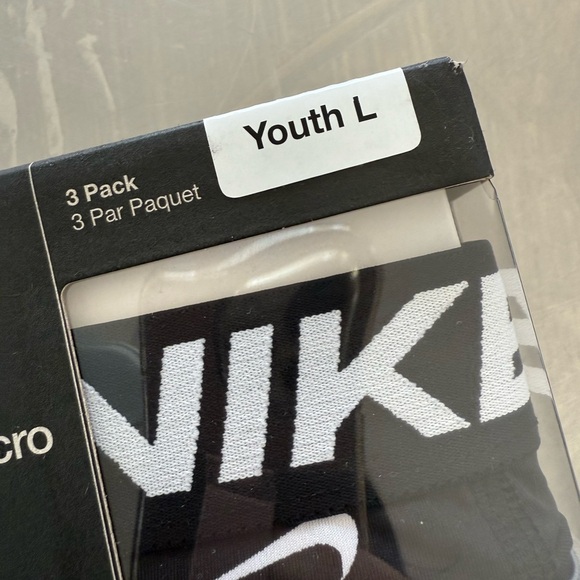 Youth L
3 Pack
3 Par Paquet
NIKE
cro